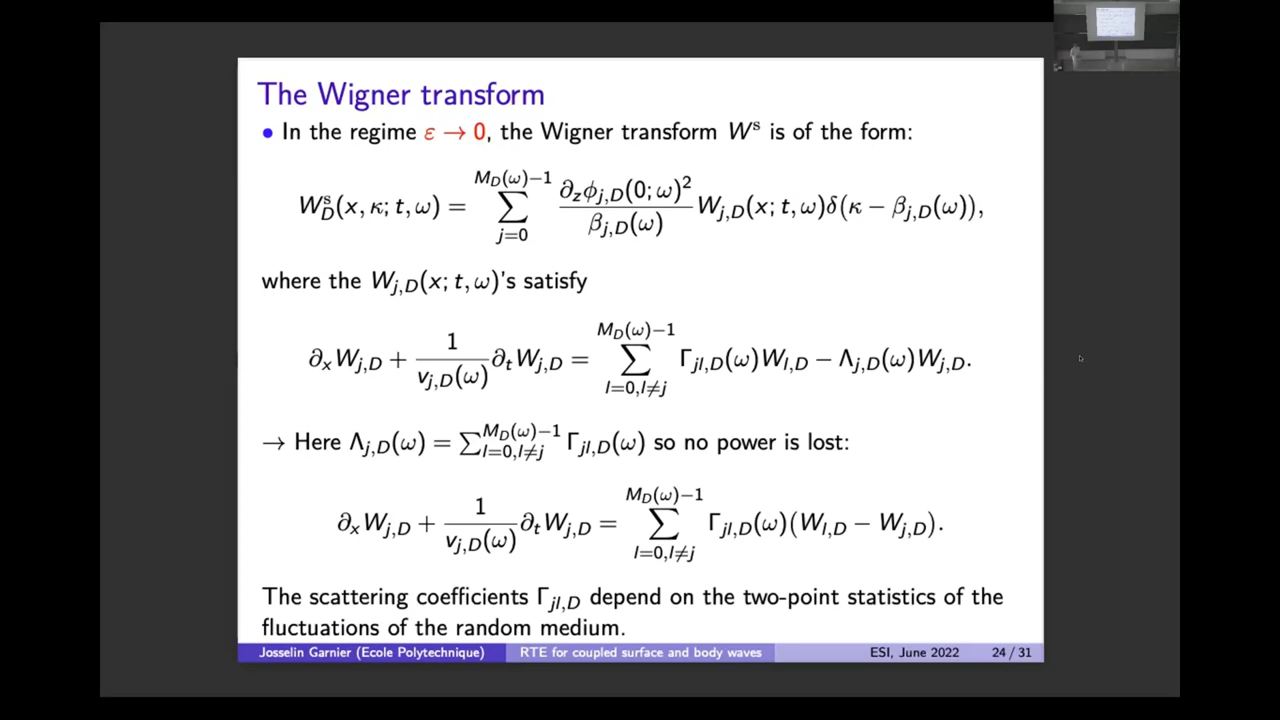 The Wigner transform
• In the regime ε → 0, the Wigner transform Wˢ is of the form:
W_D^s(x, κ; t, ω) = ∑_{j=0}^{M_D(ω)−1} ∂_zϕ_{j,D}(0; ω)² / β_{j,D}(ω) W_{j,D}(x; t, ω)δ(κ − β_{j,D}(ω)),
where the W_{j,D}(x; t, ω)'s satisfy
∂_x W_{j,D} + 1/v_{j,D}(ω) ∂_t W_{j,D} = ∑_{l=0,l≠j}^{M_D(ω)−1} Γ_{jl,D}(ω)W_{l,D} − Λ_{j,D}(ω)W_{j,D}.
→ Here Λ_{j,D}(ω) = ∑_{l=0,l≠j}^{M_D(ω)−1} Γ_{jl,D}(ω) so no power is lost:
∂_x W_{j,D} + 1/v_{j,D}(ω) ∂_t W_{j,D} = ∑_{l=0,l≠j}^{M_D(ω)−1} Γ_{jl,D}(ω)(W_{l,D} − W_{j,D}).
The scattering coefficients Γ_{jl,D} depend on the two-point statistics of the
fluctuations of the random medium.
Josselin Garnier (Ecole Polytechnique) RTE for coupled surface and body waves ESI, June 2022 24 / 31